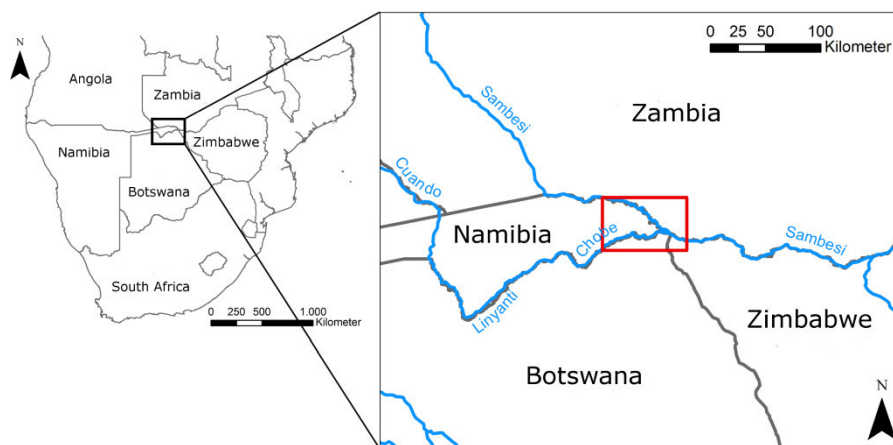 N
Angola
Zambia
Zimbabwe
Namibia
Botswana
South Africa
0 250 500 1.000
Kilometer
0 25 50 100
Kilometer
Sambesi
Zambia
Cuando
Namibia
Chobe
Sambesi
Linyanti
Zimbabwe
Botswana
N